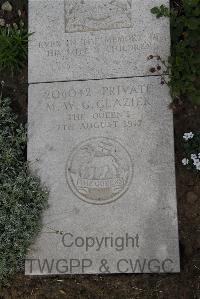 EVER IN THE MEMORY OF
HIS WIFE & CHILDREN
206042 PRIVATE
M. W. G. GLAZIER
THE QUEEN'S
7TH AUGUST 1917
Copyright
TWGPP & CWGC